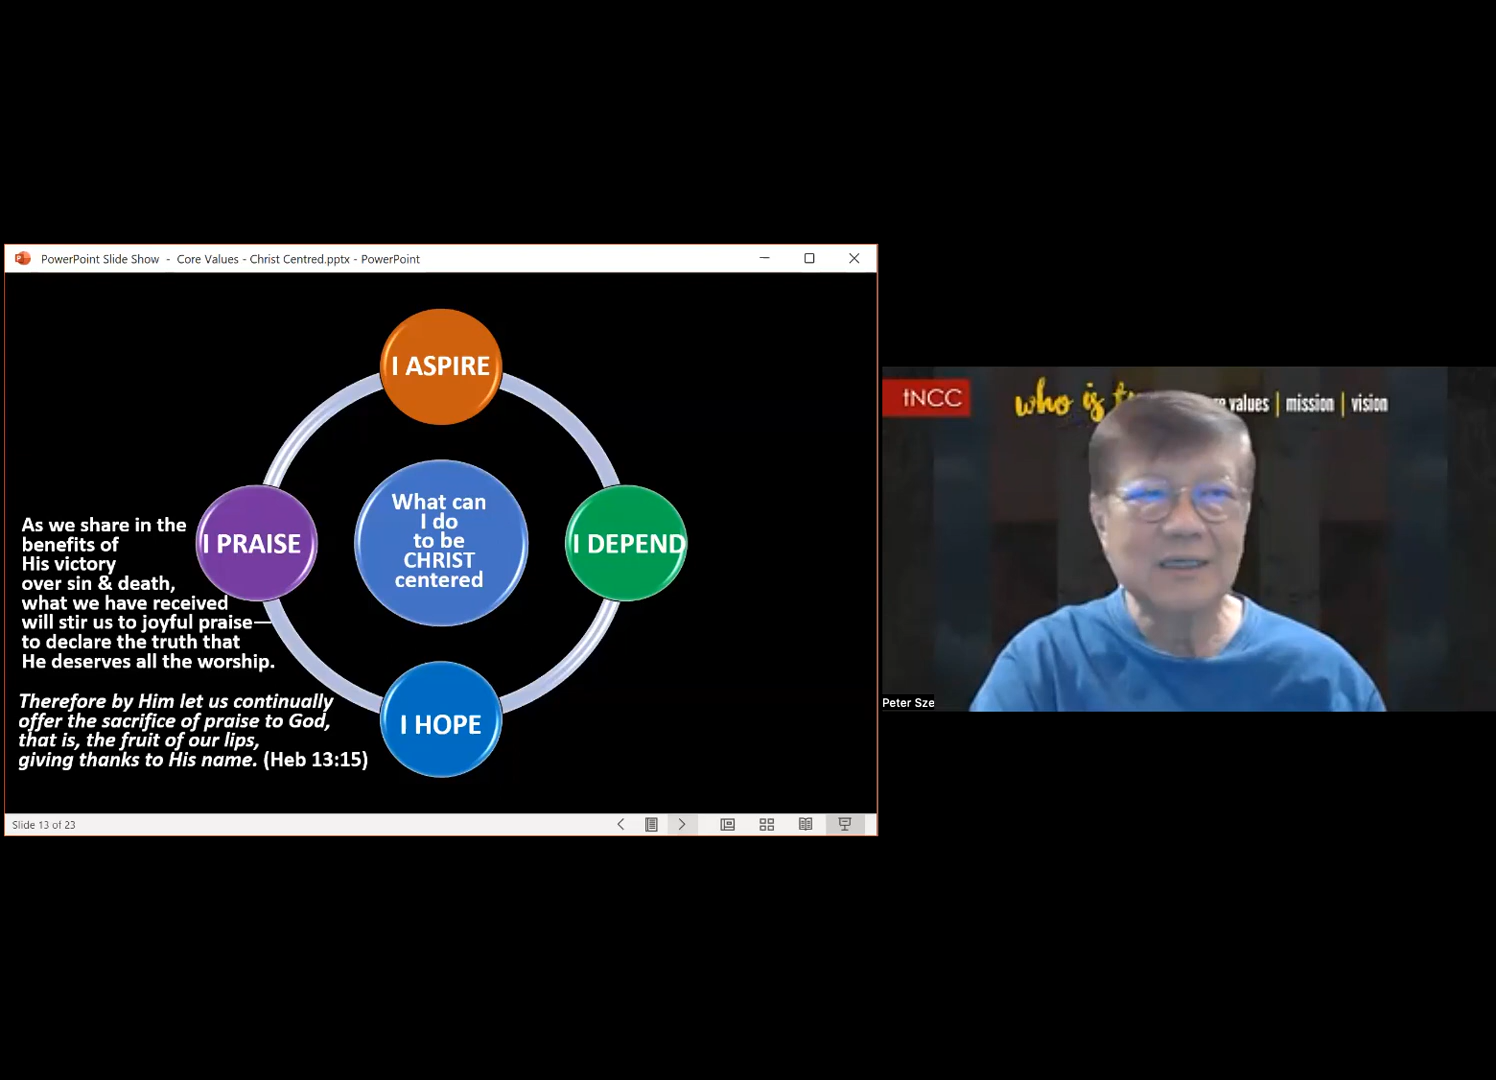 PowerPoint Slide Show - Core Values - Christ Centred.pptx - PowerPoint
I ASPIRE
What can
I do
to be
CHRIST
centered
I PRAISE
I DEPEND
I HOPE
As we share in the
benefits of
His victory
over sin & death,
what we have received
will stir us to joyful praise—
to declare the truth that
He deserves all the worship.
Therefore by Him let us continually
offer the sacrifice of praise to God,
that is, the fruit of our lips,
giving thanks to His name. (Heb 13:15)
Slide 13 of 23
tNCC
who is
values | mission | vision
Peter Sze